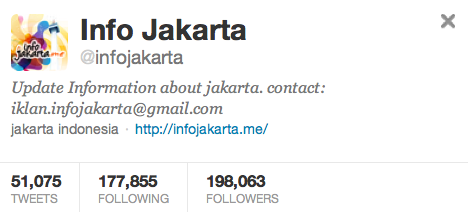 Info Jakarta
info
jakarta.me
@infojakarta
Update Information about jakarta. contact:
iklan.infojakarta@gmail.com
jakarta indonesia · http://infojakarta.me/
51,075 177,855 198,063
TWEETS FOLLOWING FOLLOWERS